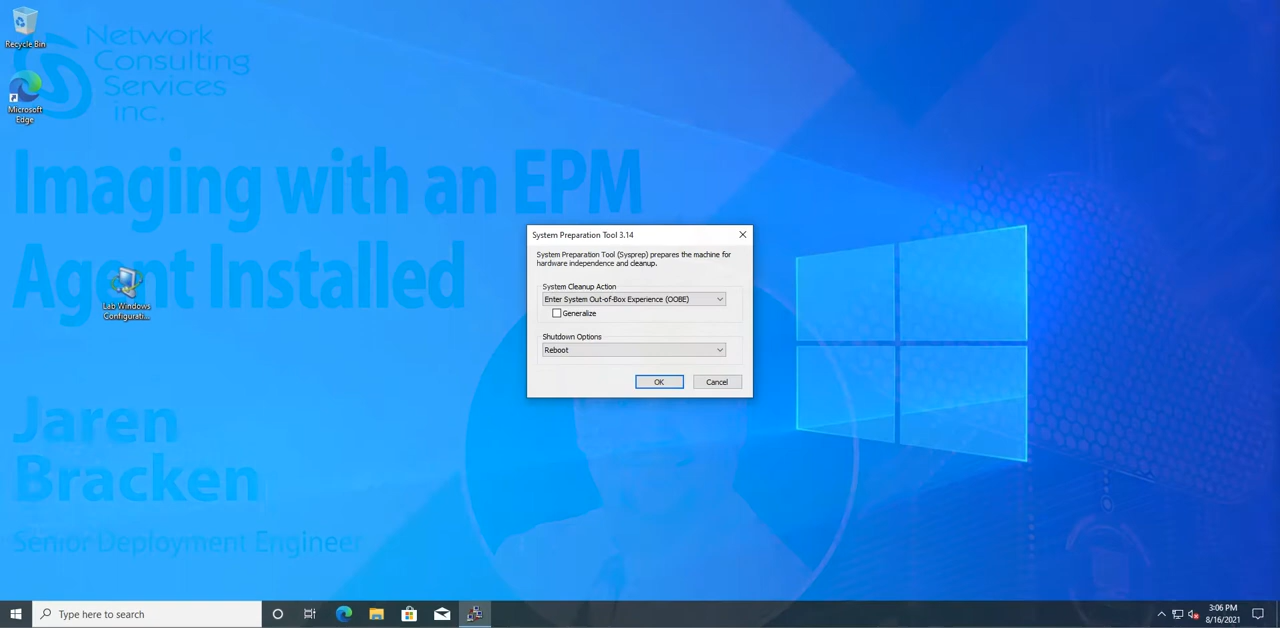 Recycle Bin
Network
Consulting
Services
inc.
Microsoft
Edge
Imaging with an EPM
Agent Installed
Lab Windows
Configurati...
Jaren
Bracken
Senior Deployment Engineer
System Preparation Tool 3.14
System Preparation Tool (Sysprep) prepares the machine for
hardware independence and cleanup.
System Cleanup Action
Enter System Out-of-Box Experience (OOBE)
Generalize
Shutdown Options
Reboot
OK
Cancel
Type here to search
3:06 PM
8/16/2021